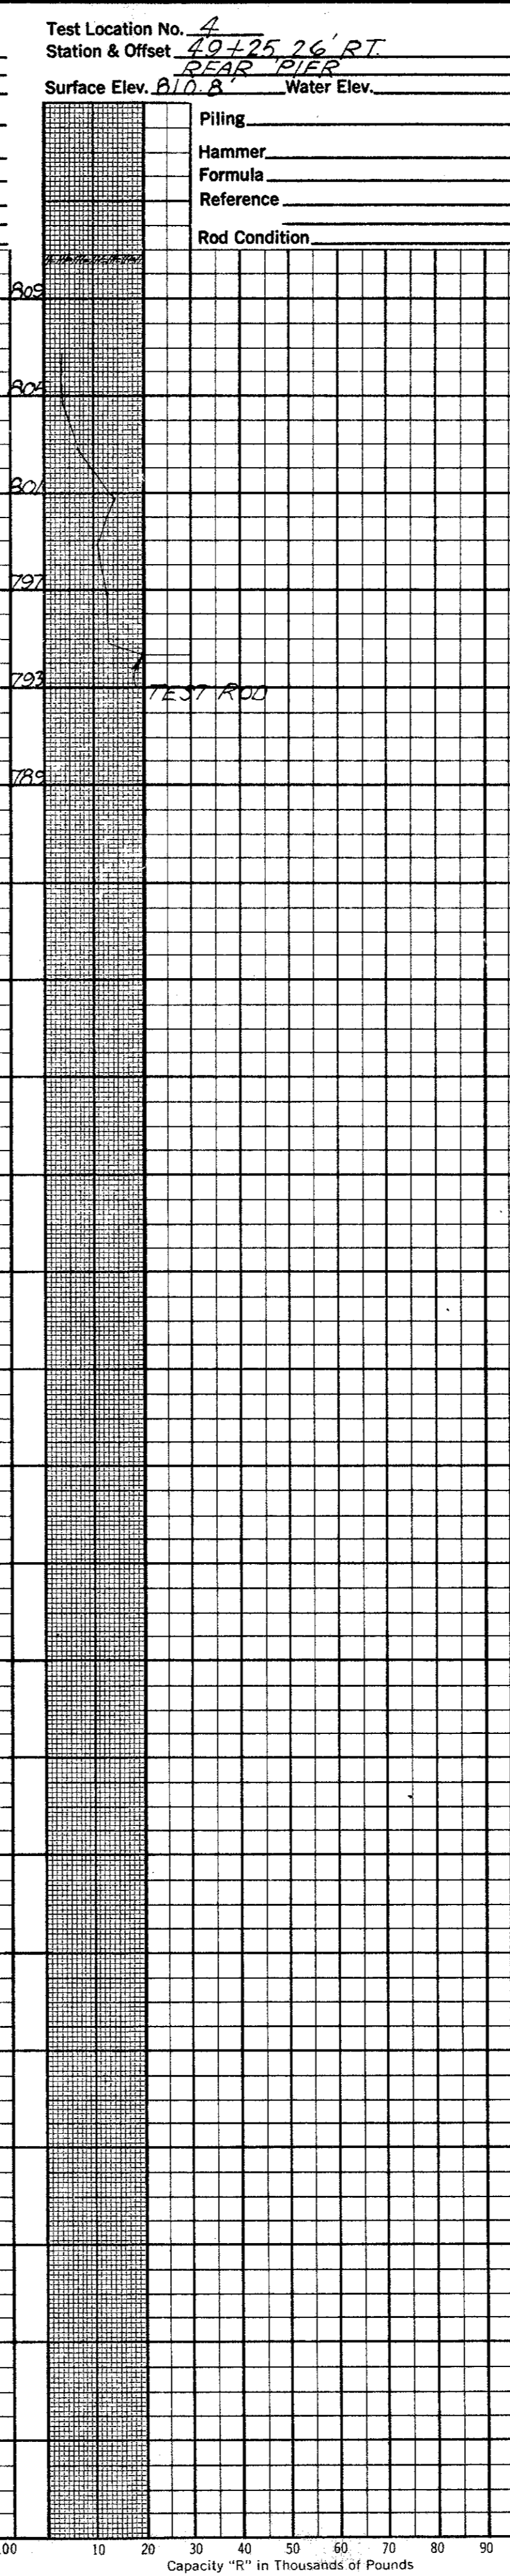 Test Location No. 4
Station & Offset 49+25 26' RT.
REAR PIER
Surface Elev. 810.8' Water Elev.
Piling
Hammer
Formula
Reference
Rod Condition
809
805
801
797
793
TEST ROD
789
100 10 20 30 40 50 60 70 80 90
Capacity "R" in Thousands of Pounds